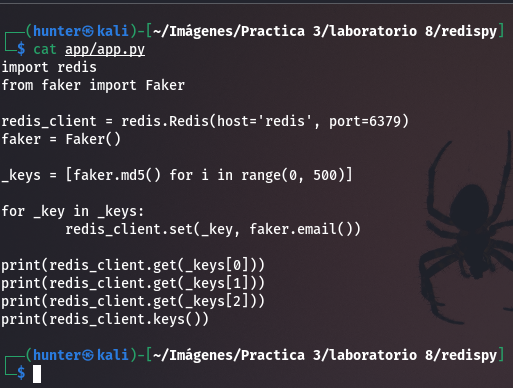 ┌──(hunter㉿kali)-[~/Imágenes/Practica 3/laboratorio 8/redispy]
└─$ cat app/app.py
import redis
from faker import Faker

redis_client = redis.Redis(host='redis', port=6379)
faker = Faker()

_keys = [faker.md5() for i in range(0, 500)]

for _key in _keys:
        redis_client.set(_key, faker.email())

print(redis_client.get(_keys[0]))
print(redis_client.get(_keys[1]))
print(redis_client.get(_keys[2]))
print(redis_client.keys())

┌──(hunter㉿kali)-[~/Imágenes/Practica 3/laboratorio 8/redispy]
└─$